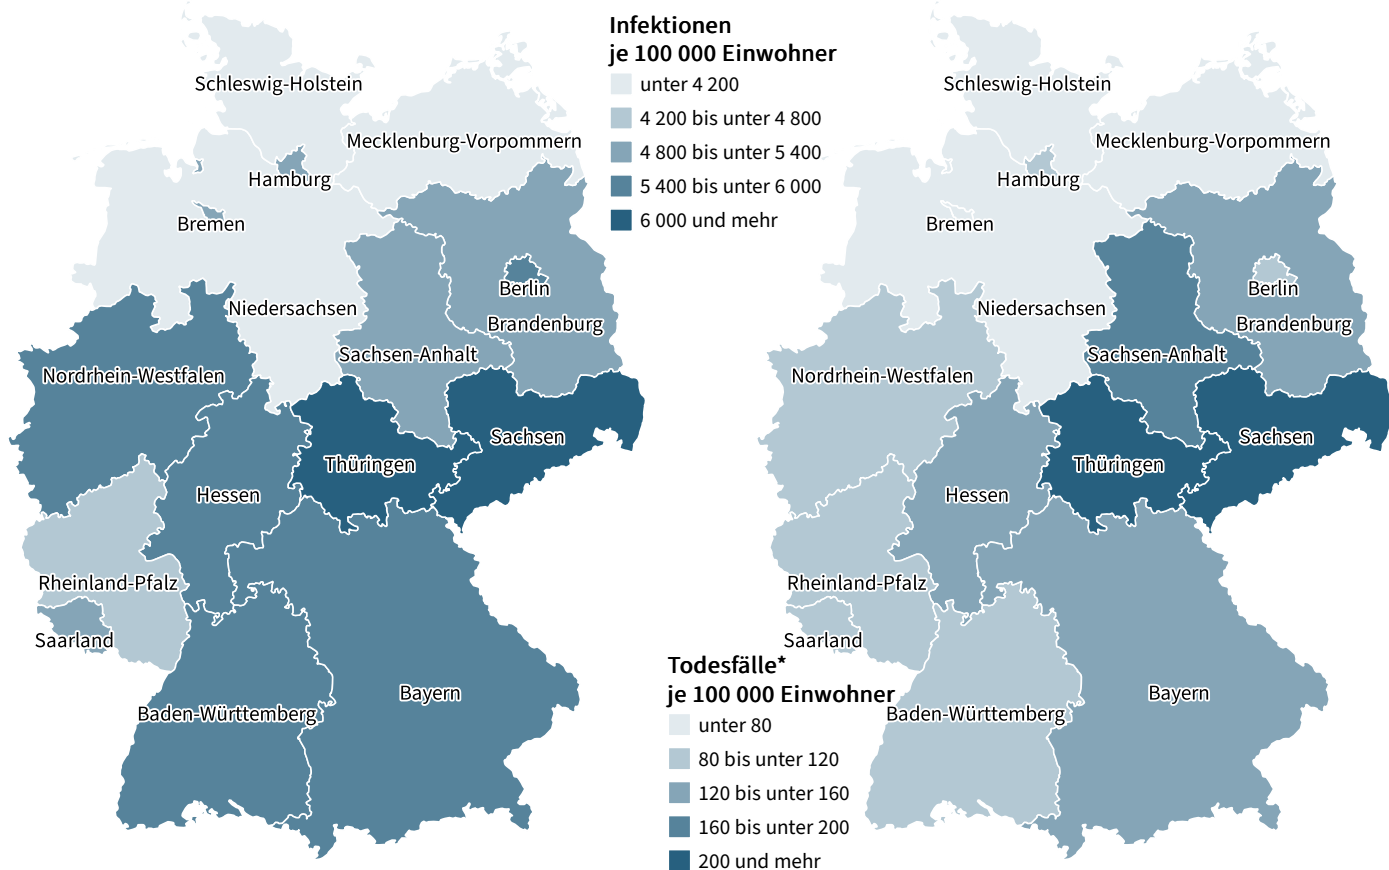 Infektionen
je 100 000 Einwohner
unter 4 200
4 200 bis unter 4 800
4 800 bis unter 5 400
5 400 bis unter 6 000
6 000 und mehr
Schleswig-Holstein
Mecklenburg-Vorpommern
Hamburg
Bremen
Niedersachsen
Berlin
Brandenburg
Sachsen-Anhalt
Nordrhein-Westfalen
Sachsen
Thüringen
Hessen
Rheinland-Pfalz
Saarland
Bayern
Baden-Württemberg
Schleswig-Holstein
Mecklenburg-Vorpommern
Hamburg
Bremen
Niedersachsen
Berlin
Brandenburg
Sachsen-Anhalt
Nordrhein-Westfalen
Sachsen
Thüringen
Hessen
Rheinland-Pfalz
Saarland
Bayern
Baden-Württemberg
Todesfälle*
je 100 000 Einwohner
unter 80
80 bis unter 120
120 bis unter 160
160 bis unter 200
200 und mehr